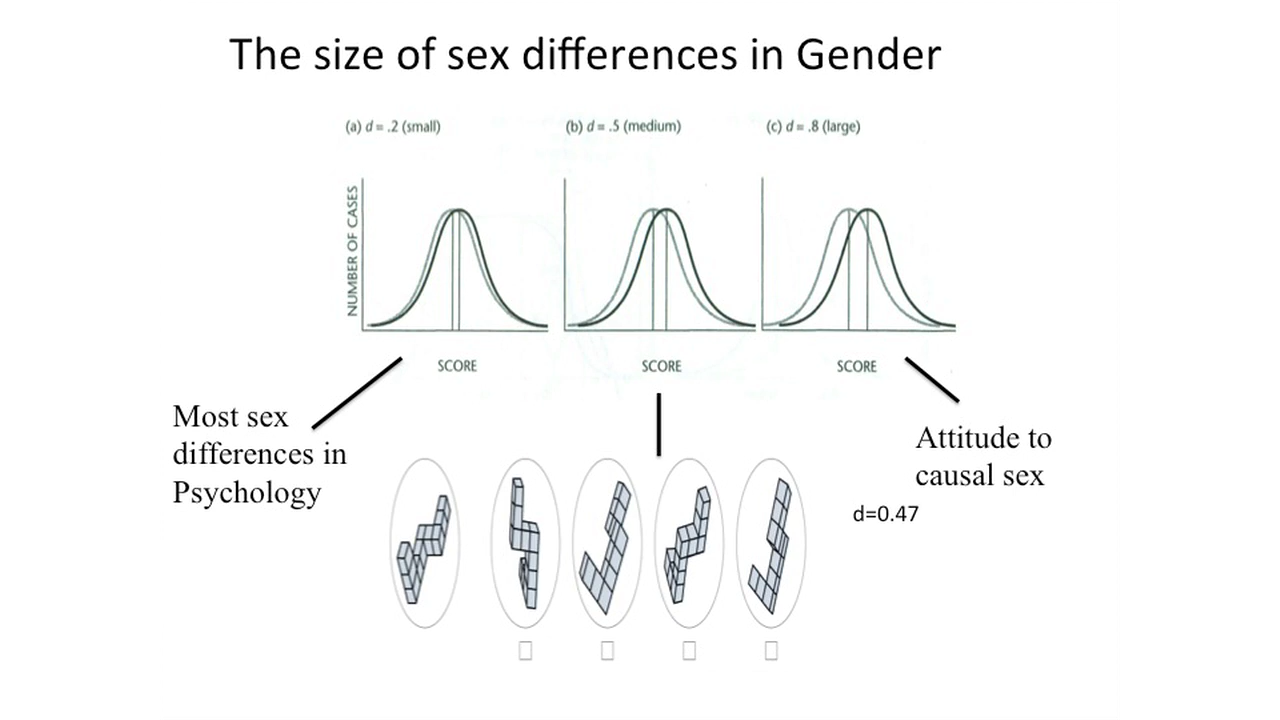 The size of sex differences in Gender
(a) d = .2 (small)
(b) d = .5 (medium)
(c) d = .8 (large)
NUMBER OF CASES
SCORE
SCORE
SCORE
Most sex
differences in
Psychology
Attitude to
causal sex
d=0.47